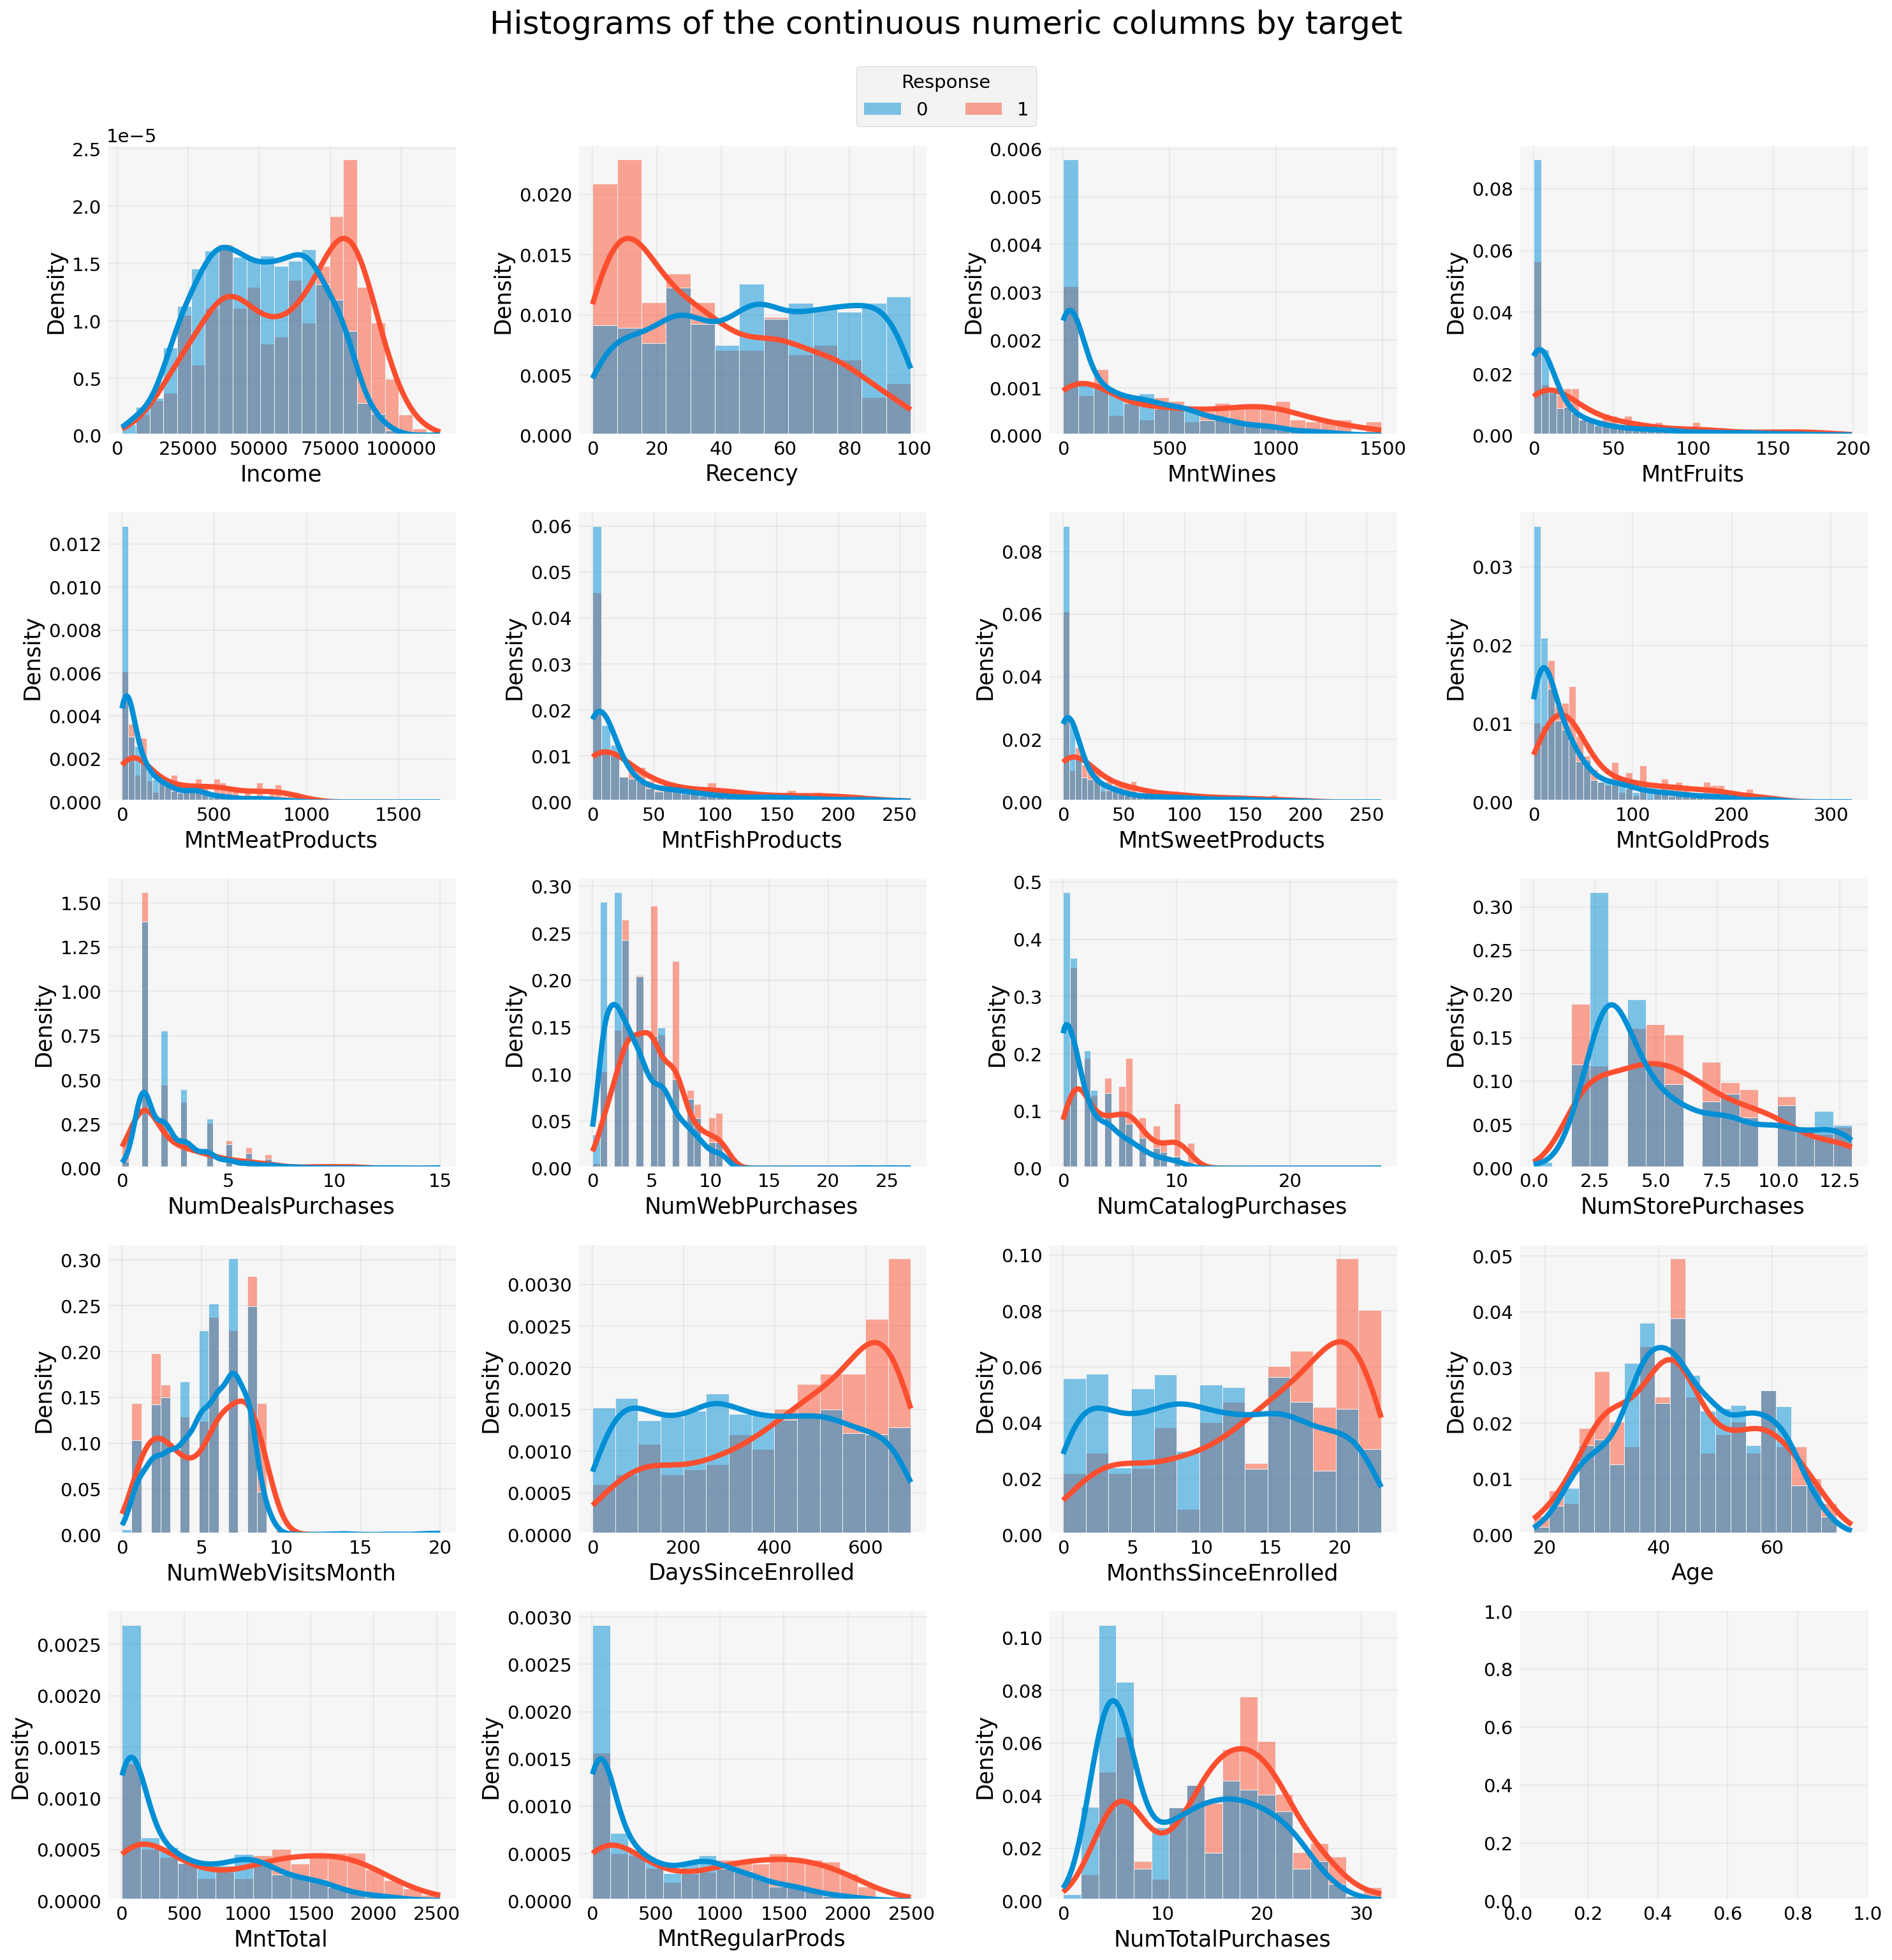 Histograms of the continuous numeric columns by target
Response
0 1
1e−5
2.5
2.0
1.5
1.0
0.5
0.0
Density
0 25000 50000 75000 100000
Income
0.020
0.015
0.010
0.005
0.000
Density
0 20 40 60 80 100
Recency
0.006
0.005
0.004
0.003
0.002
0.001
0.000
Density
0 500 1000 1500
MntWines
0.08
0.06
0.04
0.02
0.00
Density
0 50 100 150 200
MntFruits
0.012
0.010
0.008
0.006
0.004
0.002
0.000
Density
0 500 1000 1500
MntMeatProducts
0.06
0.05
0.04
0.03
0.02
0.01
0.00
Density
0 50 100 150 200 250
MntFishProducts
0.08
0.06
0.04
0.02
0.00
Density
0 50 100 150 200 250
MntSweetProducts
0.03
0.02
0.01
0.00
Density
0 100 200 300
MntGoldProds
1.50
1.25
1.00
0.75
0.50
0.25
0.00
Density
0 5 10 15
NumDealsPurchases
0.30
0.25
0.20
0.15
0.10
0.05
0.00
Density
0 5 10 15 20 25
NumWebPurchases
0.5
0.4
0.3
0.2
0.1
0.0
Density
0 10 20
NumCatalogPurchases
0.30
0.25
0.20
0.15
0.10
0.05
0.00
Density
0.0 2.5 5.0 7.5 10.0 12.5
NumStorePurchases
0.30
0.25
0.20
0.15
0.10
0.05
0.00
Density
0 5 10 15 20
NumWebVisitsMonth
0.0030
0.0025
0.0020
0.0015
0.0010
0.0005
0.0000
Density
0 200 400 600
DaysSinceEnrolled
0.10
0.08
0.06
0.04
0.02
0.00
Density
0 5 10 15 20
MonthsSinceEnrolled
0.05
0.04
0.03
0.02
0.01
0.00
Density
20 40 60
Age
0.0025
0.0020
0.0015
0.0010
0.0005
0.0000
Density
0 500 1000 1500 2000 2500
MntTotal
0.0030
0.0025
0.0020
0.0015
0.0010
0.0005
0.0000
Density
0 500 1000 1500 2000 2500
MntRegularProds
0.10
0.08
0.06
0.04
0.02
0.00
Density
0 10 20 30
NumTotalPurchases
1.0
0.8
0.6
0.4
0.2
0.0
0.0 0.2 0.4 0.6 0.8 1.0